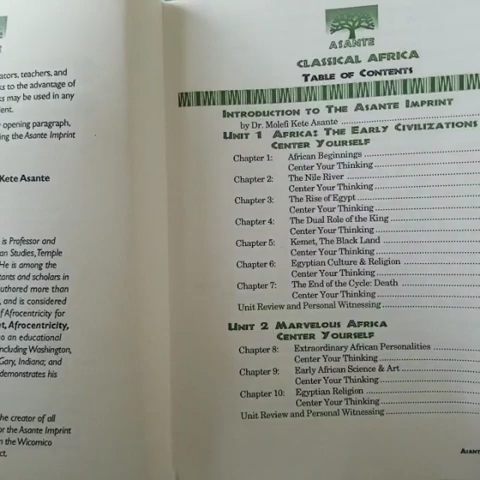 ators, teachers, and
ks to the advantage of
ks may be used in any
ent.
opening paragraph,
ing the Asante Imprint
Kete Asante
is Professor and
an Studies, Temple
He is among the
tants and scholars in
uthored more than
, and is considered
f Afrocentricity for
t, Afrocentricity,
o an educational
including Washington,
Gary, Indiana; and
demonstrates his
he creator of all
or the Asante Imprint
n the Wicomico
ct.
ASANTE
CLASSICAL AFRICA
TABLE OF CONTENTS
INTRODUCTION TO THE ASANTE IMPRINT
by Dr. Molefi Kete Asante
UNIT 1 AFRICA: THE EARLY CIVILIZATIONS
CENTER YOURSELF
Chapter 1: African Beginnings
Center Your Thinking
Chapter 2: The Nile River
Center Your Thinking
Chapter 3: The Rise of Egypt
Center Your Thinking
Chapter 4: The Dual Role of the King
Center Your Thinking
Chapter 5: Kemet, The Black Land
Center Your Thinking
Chapter 6: Egyptian Culture & Religion
Center Your Thinking
Chapter 7: The End of the Cycle: Death
Center Your Thinking
Unit Review and Personal Witnessing
UNIT 2 MARVELOUS AFRICA
CENTER YOURSELF
Chapter 8: Extraordinary African Personalities
Center Your Thinking
Chapter 9: Early African Science & Art
Center Your Thinking
Chapter 10: Egyptian Religion
Center Your Thinking
Unit Review and Personal Witnessing
ASANT